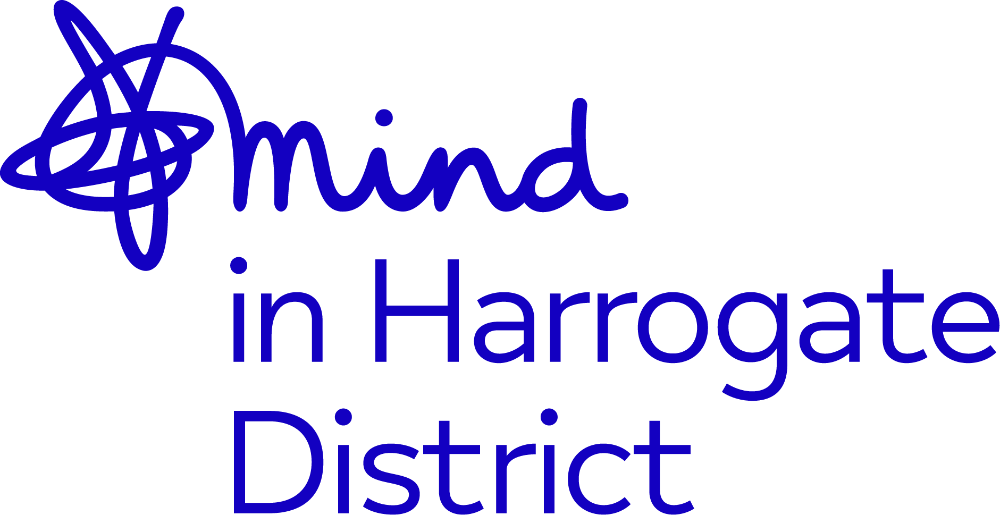 mind
in Harrogate
District